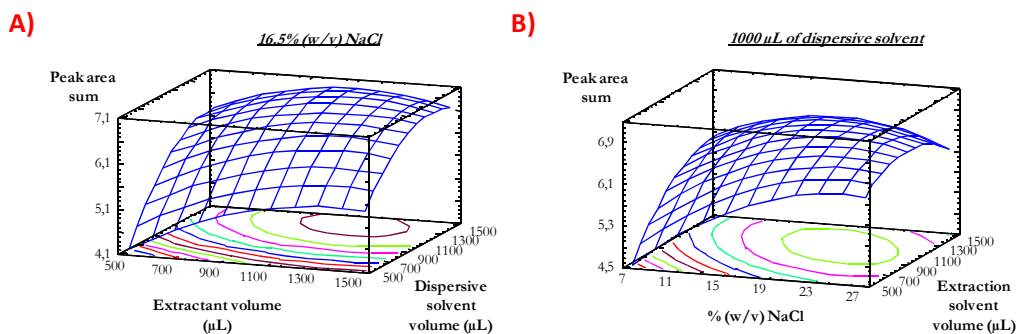 A)
16.5% (w/v) NaCl
Peak area
sum
7,1
6,1
5,1
4,1
500
700
900
1100
1300
1500
Extractant volume
(µL)
500
700
900
1100
1300
1500
Dispersive
solvent
volume (µL)
B)
1000 µL of dispersive solvent
Peak area
sum
6,9
6,1
5,3
4,5
7
11
15
19
23
27
% (w/v) NaCl
500
700
900
1100
1300
1500
Extraction
solvent
volume (µL)